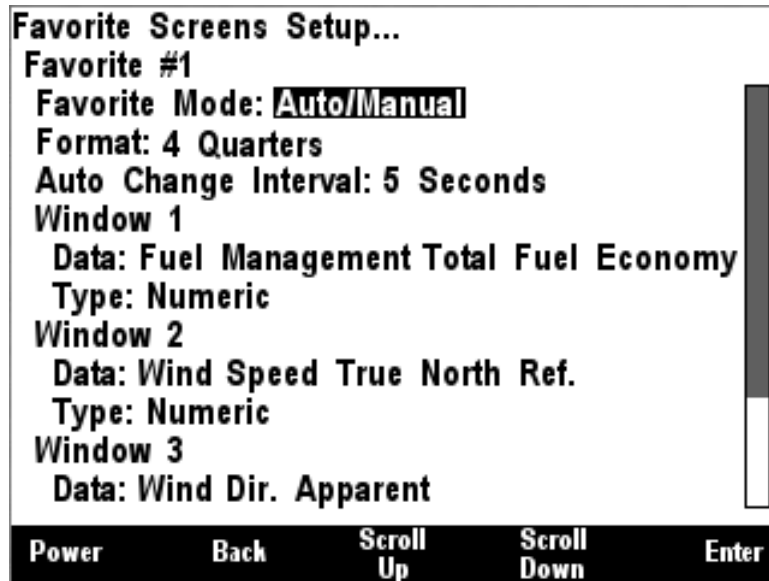 Favorite Screens Setup...
Favorite #1
Favorite Mode: Auto/Manual
Format: 4 Quarters
Auto Change Interval: 5 Seconds
Window 1
Data: Fuel Management Total Fuel Economy
Type: Numeric
Window 2
Data: Wind Speed True North Ref.
Type: Numeric
Window 3
Data: Wind Dir. Apparent
Power Back Scroll Up Scroll Down Enter